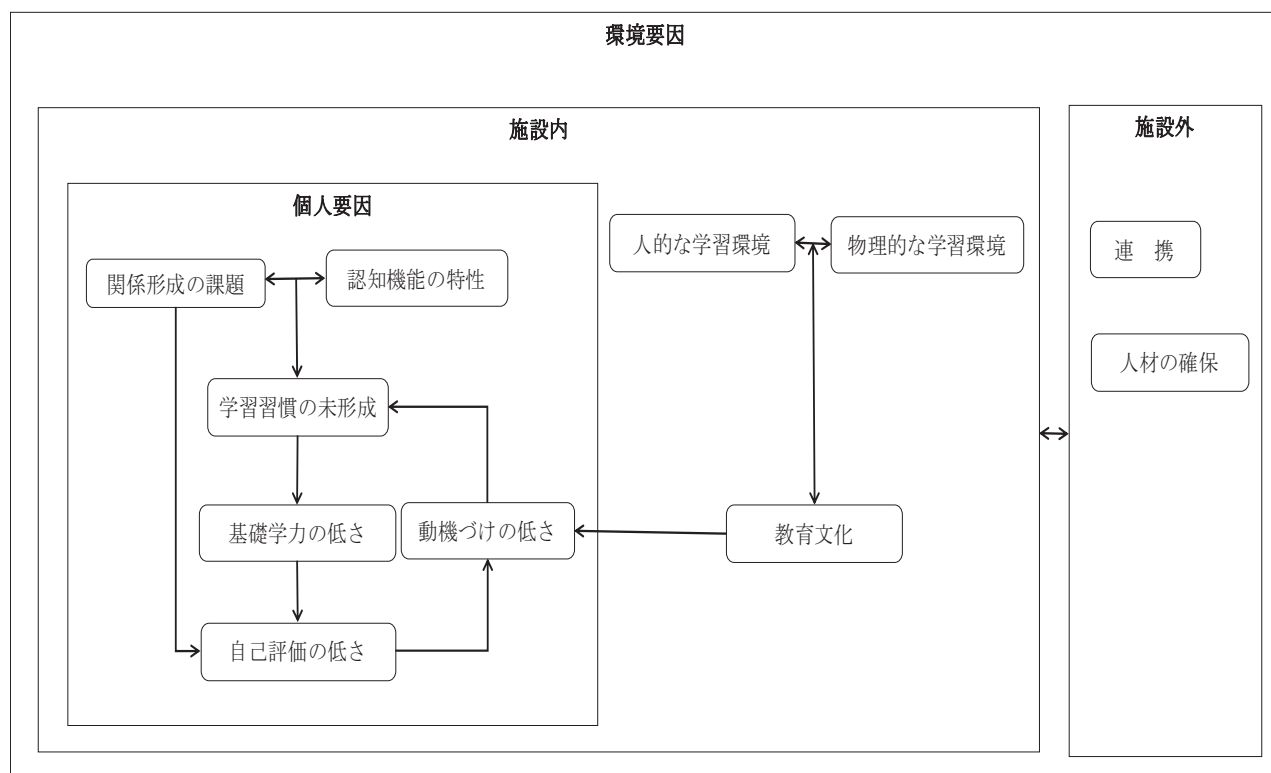 環境要因
施設内
施設外
個人要因
人的な学習環境
物理的な学習環境
連　携
関係形成の課題
認知機能の特性
人材の確保
学習習慣の未形成
基礎学力の低さ
動機づけの低さ
教育文化
自己評価の低さ